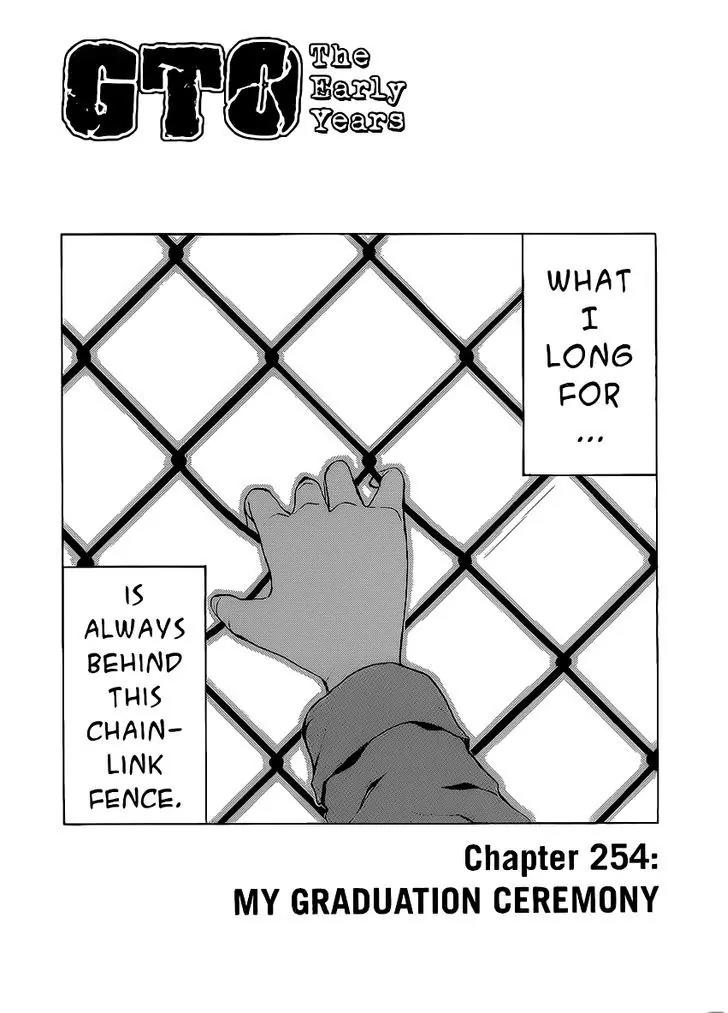 GTO
The
Early
Years
WHAT
I
LONG
FOR
...
IS
ALWAYS
BEHIND
THIS
CHAIN-
LINK
FENCE.
Chapter 254:
MY GRADUATION CEREMONY